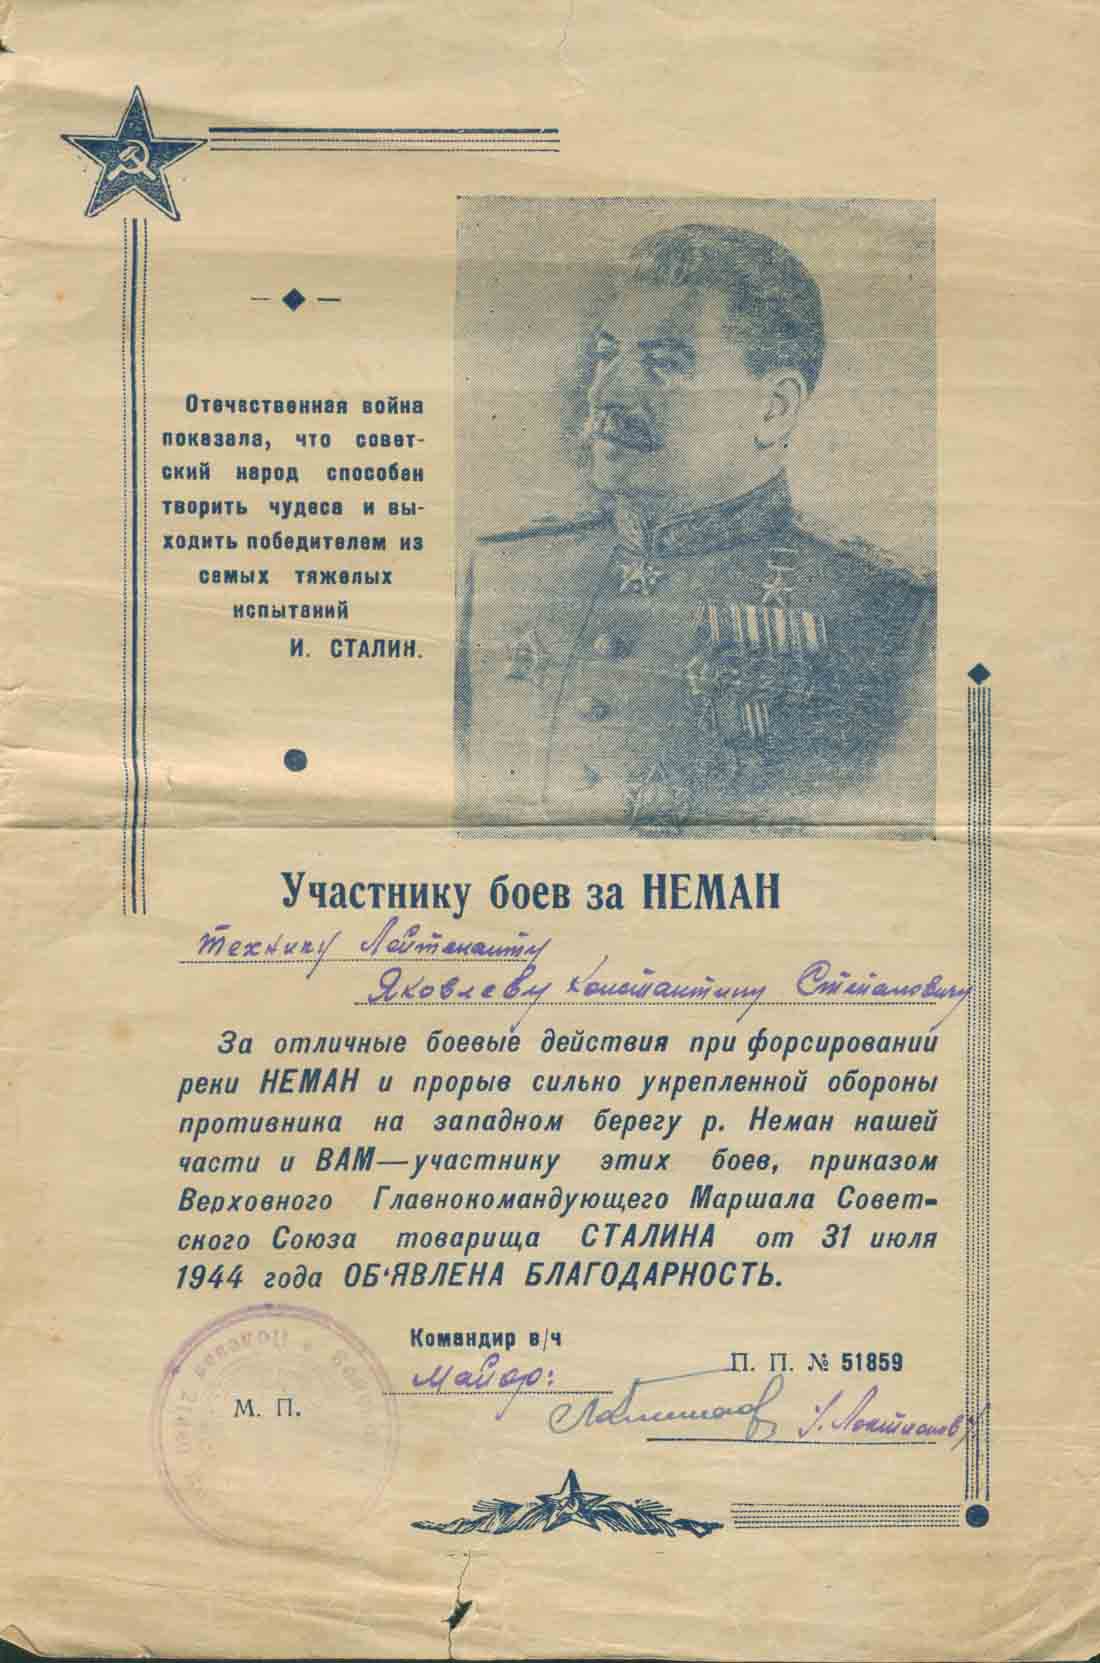 Отечественная война
показала, что совет-
ский народ способен
творить чудеса и вы-
ходить победителем из
самых тяжелых
испытаний
И. СТАЛИН.
Участнику боев за НЕМАН
технику Лейтенанту
Яковлеву Константину Степановичу
За отличные боевые действия при форсирований
реки НЕМАН и прорыв сильно укрепленной обороны
противника на западном берегу р. Неман нашей
части и ВАМ—участнику этих боев, приказом
Верховного Главнокомандующего Маршала Совет-
ского Союза товарища СТАЛИНА от 31 июля
1944 года ОБ'ЯВЛЕНА БЛАГОДАРНОСТЬ.
Командир в/ч
П. П. № 51859
Майор:
М. П.
/Локтионов/